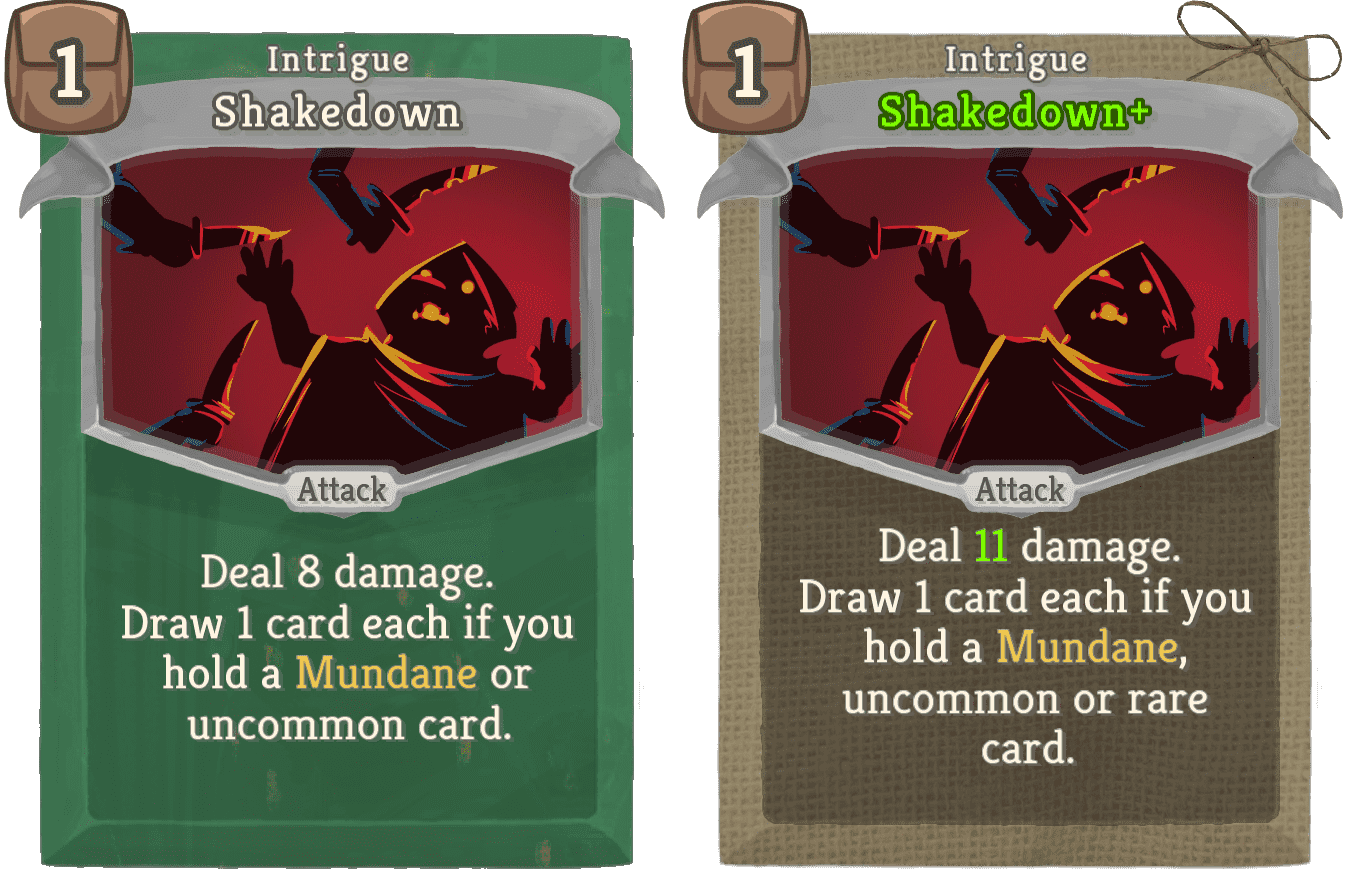 1
Intrigue
Shakedown
Attack
Deal 8 damage.
Draw 1 card each if you
hold a Mundane or
uncommon card.
1
Intrigue
Shakedown+
Attack
Deal 11 damage.
Draw 1 card each if you
hold a Mundane,
uncommon or rare
card.